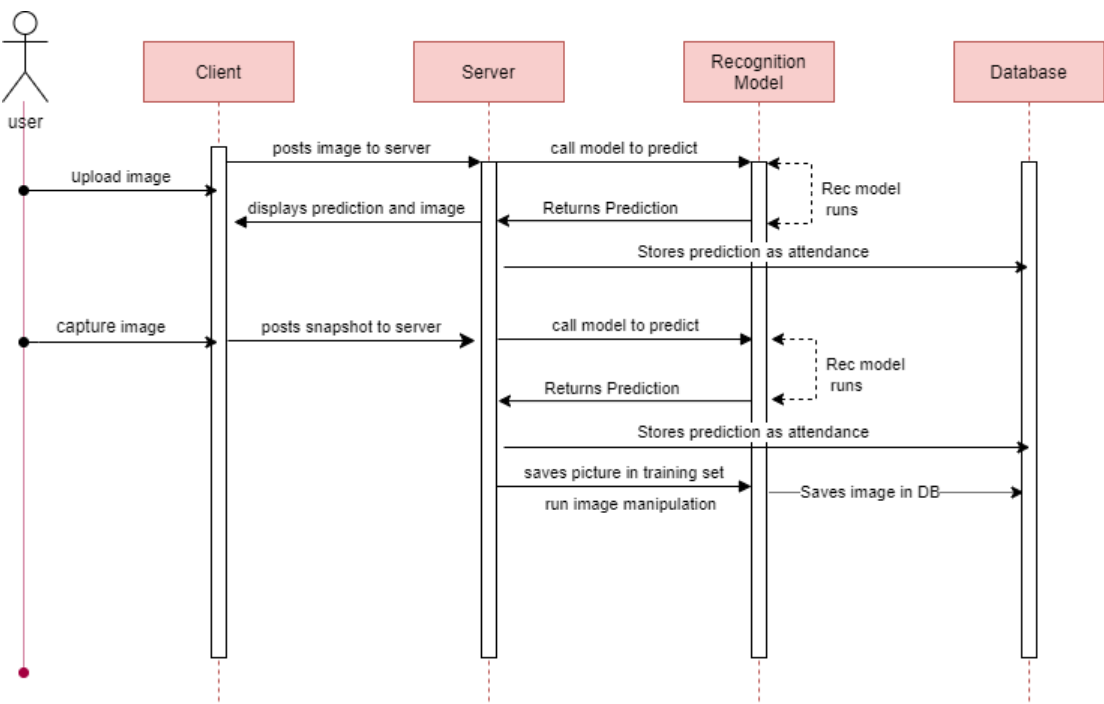 Client
Server
Recognition
Model
Database
user
posts image to server
call model to predict
upload image
Rec model
runs
displays prediction and image
Returns Prediction
Stores prediction as attendance
capture image
posts snapshot to server
call model to predict
Rec model
runs
Returns Prediction
Stores prediction as attendance
saves picture in training set
Saves image in DB
run image manipulation